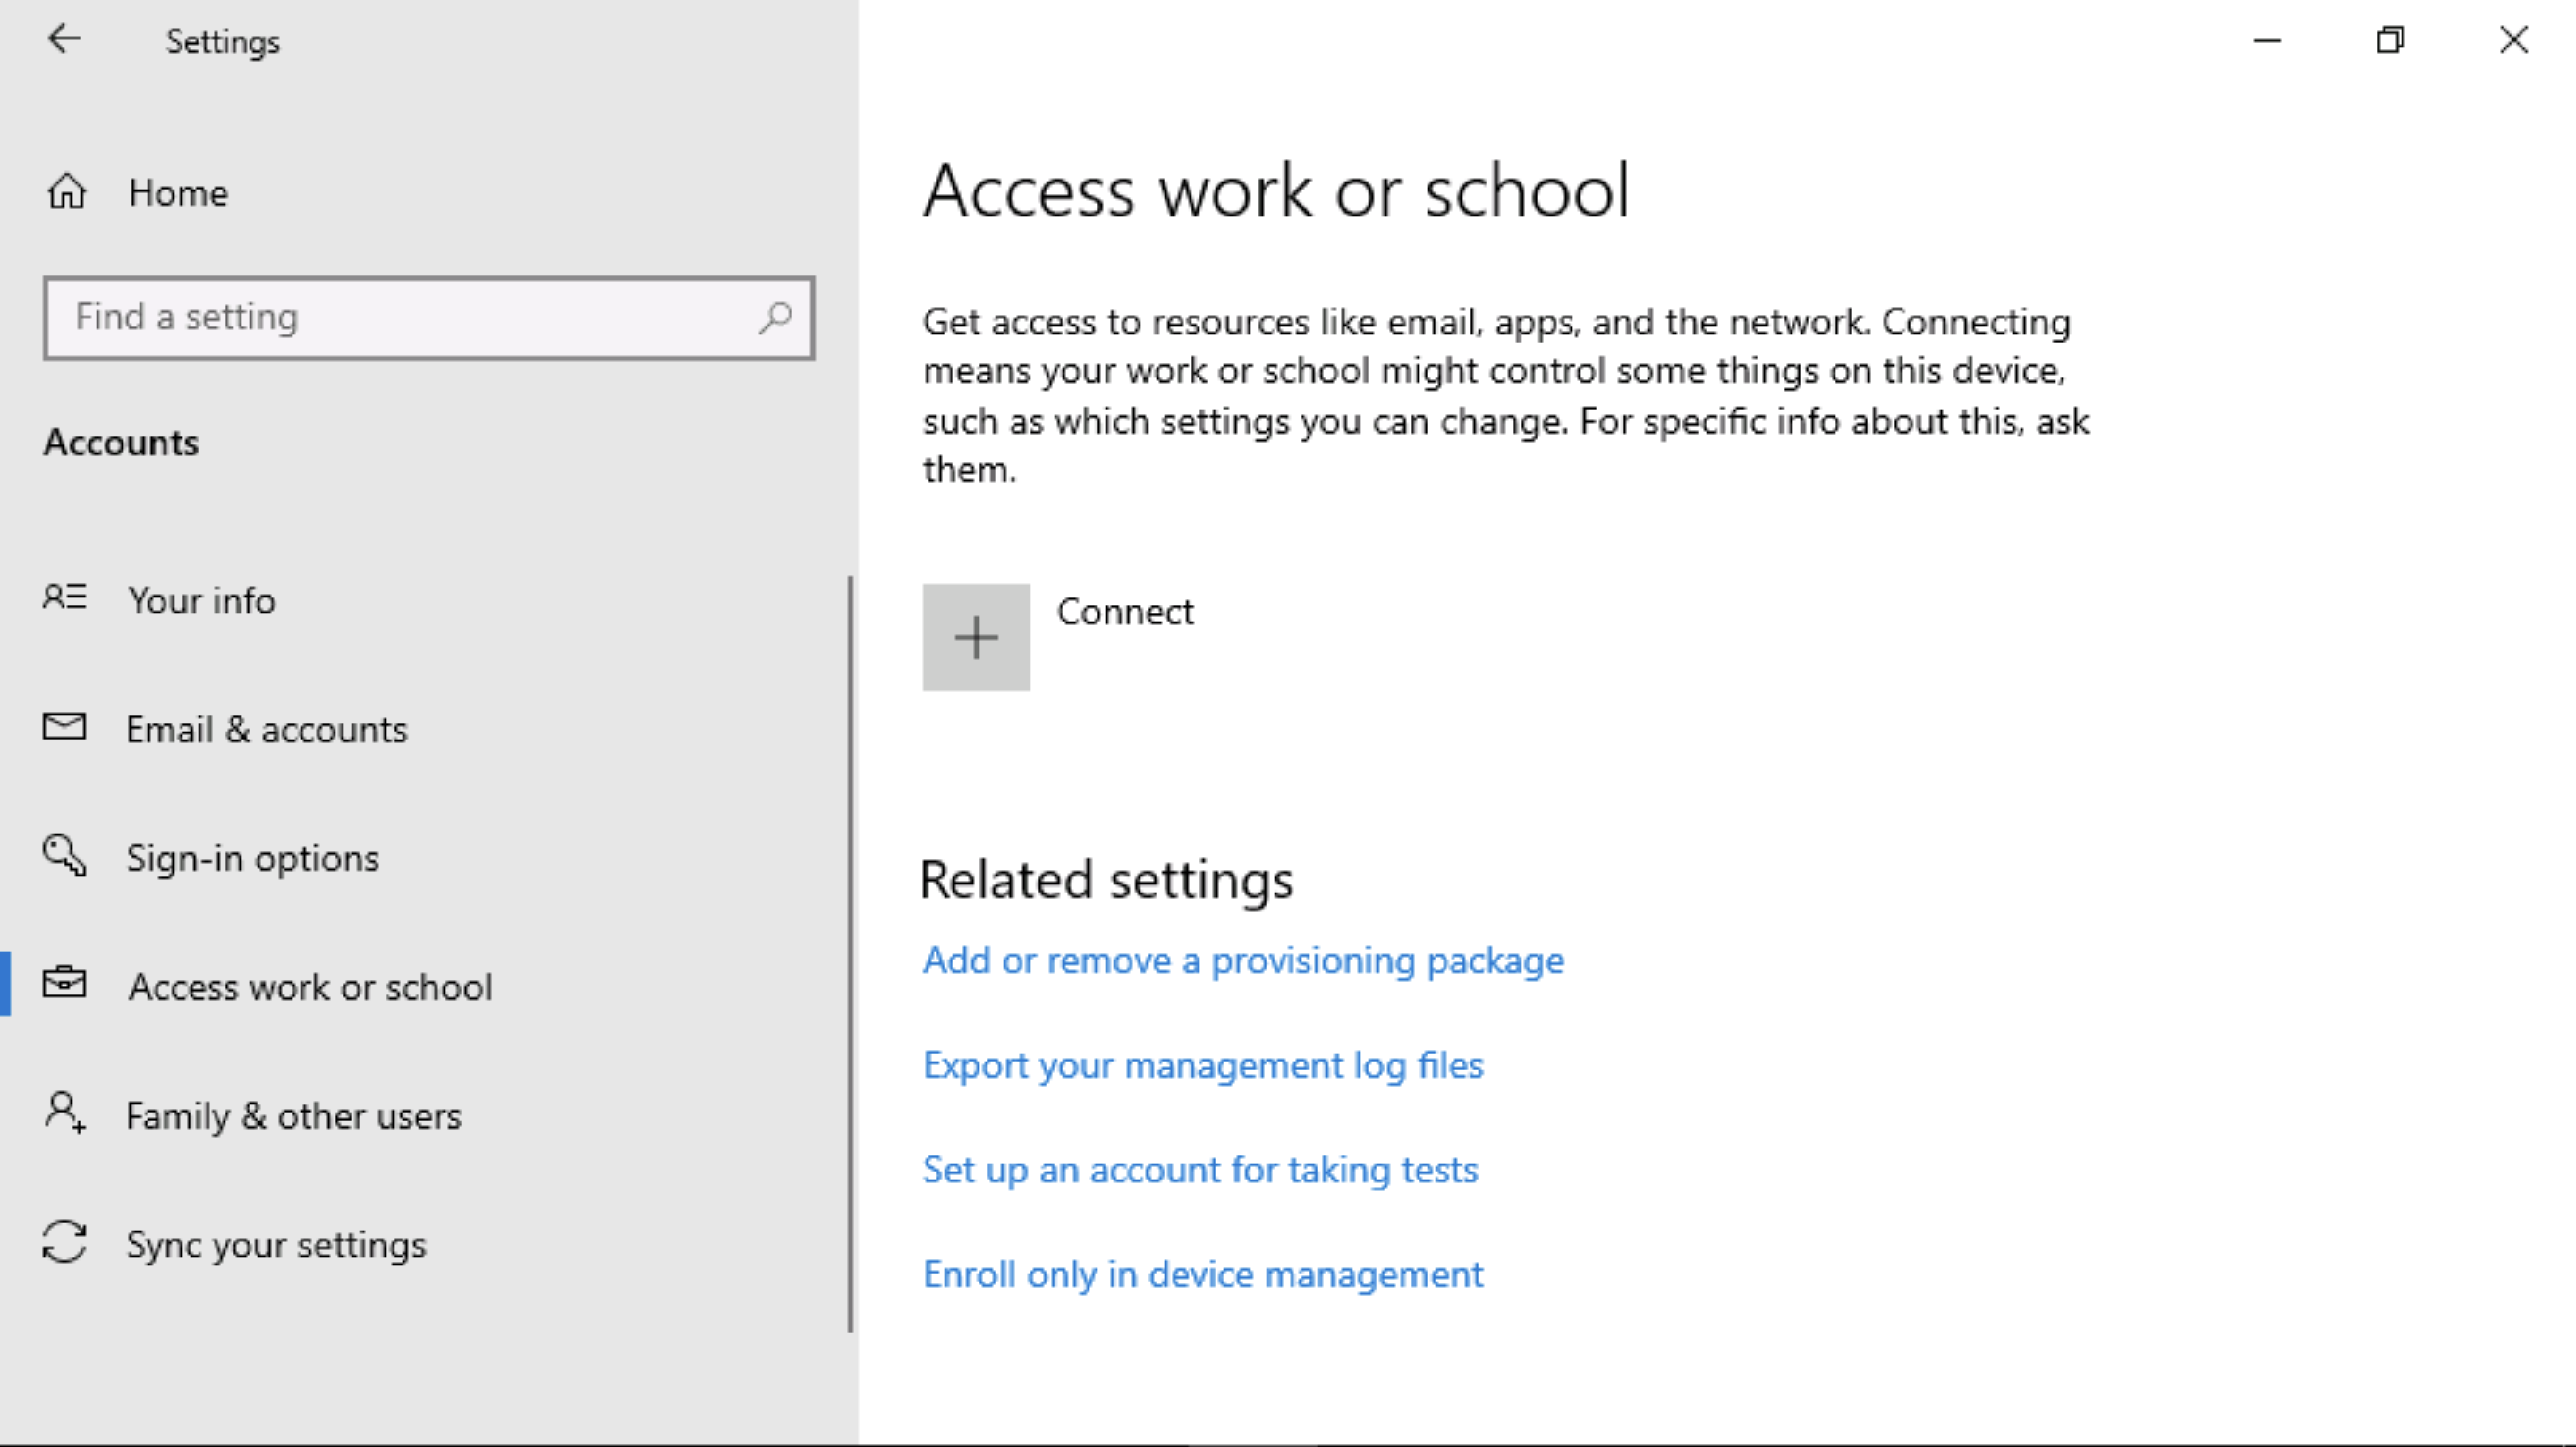 Settings
Home
Find a setting
Accounts
Your info
Email & accounts
Sign-in options
Access work or school
Family & other users
Sync your settings
Access work or school
Get access to resources like email, apps, and the network. Connecting
means your work or school might control some things on this device,
such as which settings you can change. For specific info about this, ask
them.
Connect
Related settings
Add or remove a provisioning package
Export your management log files
Set up an account for taking tests
Enroll only in device management